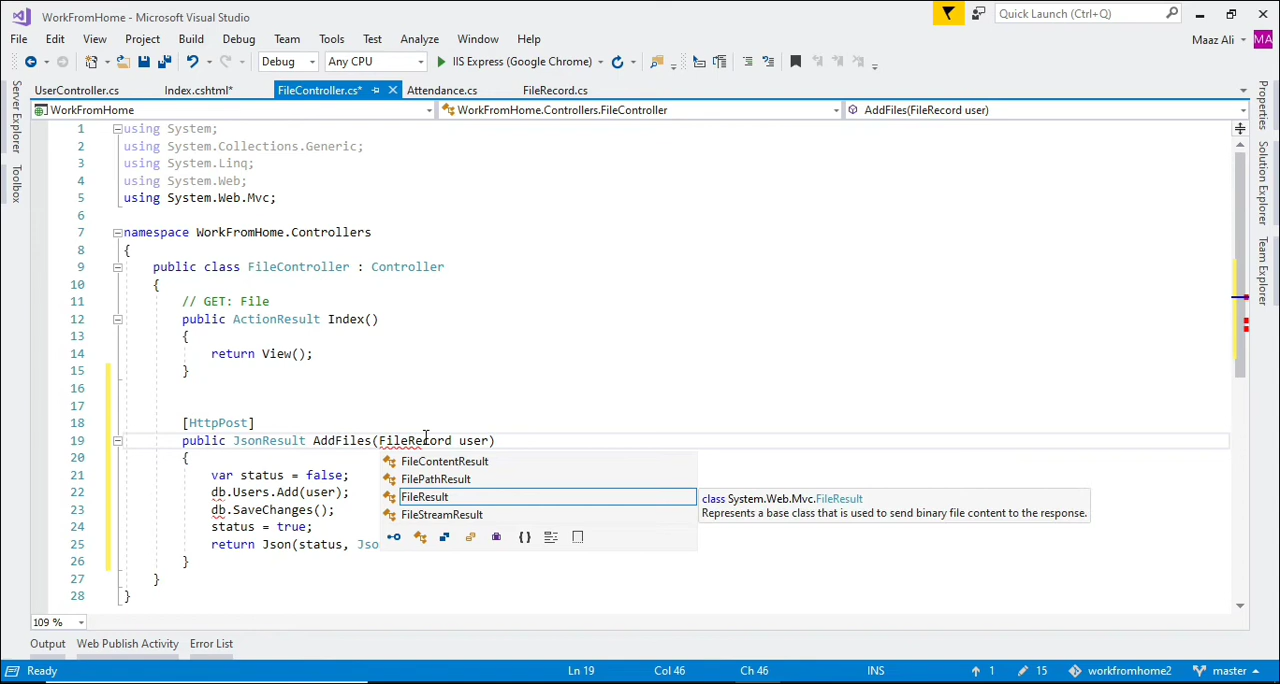 WorkFromHome - Microsoft Visual Studio
Quick Launch (Ctrl+Q)
File Edit View Project Build Debug Team Tools Test Analyze Window Help
Maaz Ali MA
Debug Any CPU IIS Express (Google Chrome)
UserController.cs Index.cshtml* FileController.cs* Attendance.cs FileRecord.cs
WorkFromHome WorkFromHome.Controllers.FileController AddFiles(FileRecord user)
Server Explorer
Toolbox
Properties
Solution Explorer
Team Explorer
1 using System;
2 using System.Collections.Generic;
3 using System.Linq;
4 using System.Web;
5 using System.Web.Mvc;
6
7 namespace WorkFromHome.Controllers
8 {
9 public class FileController : Controller
10 {
11 // GET: File
12 public ActionResult Index()
13 {
14 return View();
15 }
16
17
18 [HttpPost]
19 public JsonResult AddFiles(FileRecord user)
20 {
21 var status = false;
22 db.Users.Add(user);
23 db.SaveChanges();
24 status = true;
25 return Json(status, Jso
26 }
27 }
28 }
FileContentResult
FilePathResult
FileResult
FileStreamResult
class System.Web.Mvc.FileResult
Represents a base class that is used to send binary file content to the response.
109 %
Output Web Publish Activity Error List
Ready Ln 19 Col 46 Ch 46 INS 1 15 workfromhome2 master